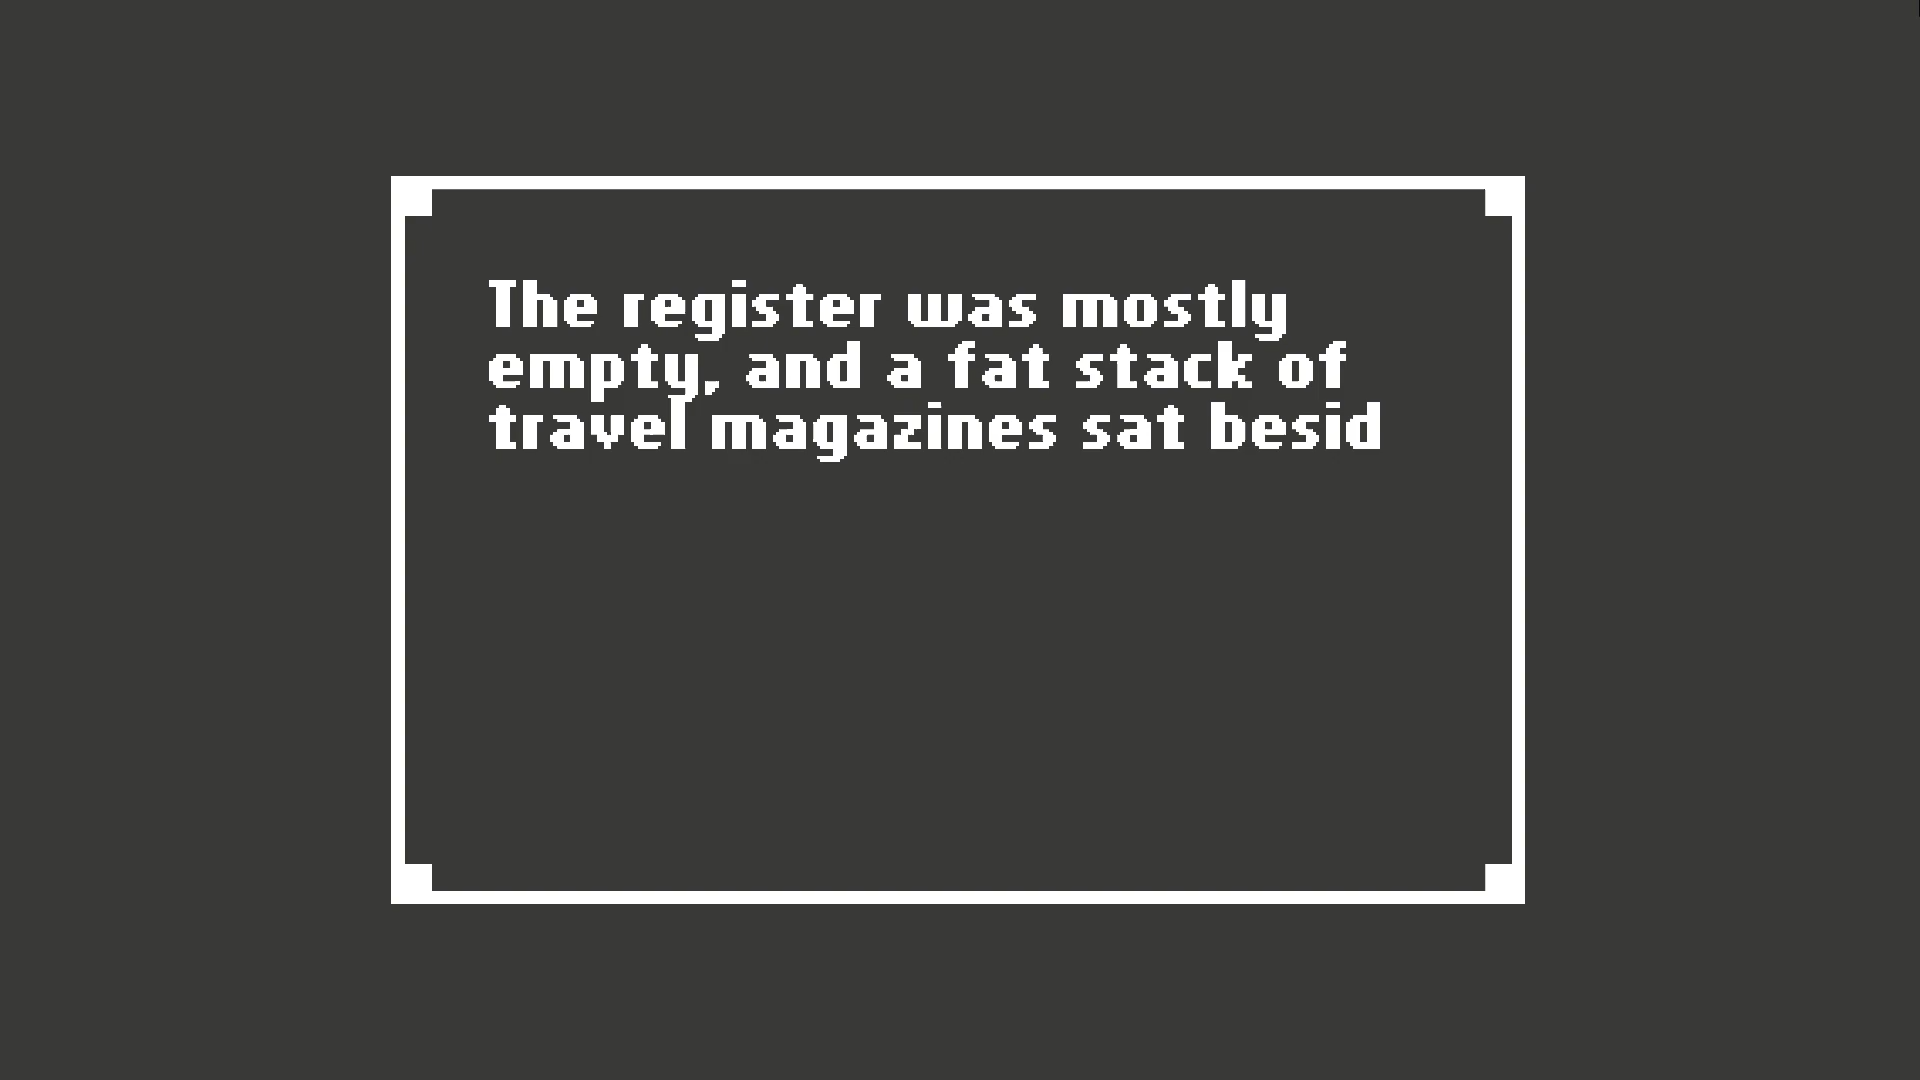 The register was mostly
empty, and a fat stack of
travel magazines sat besid